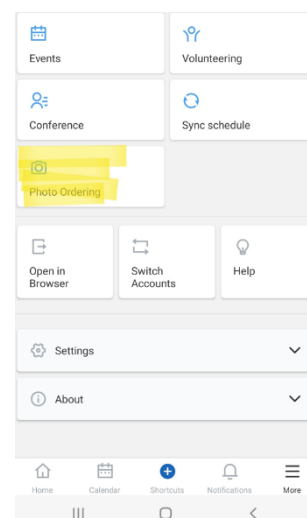 Events
Volunteering
Conference
Sync schedule
Photo Ordering
Open in
Browser
Switch
Accounts
Help
Settings
About
Home
Calendar
Shortcuts
Notifications
More